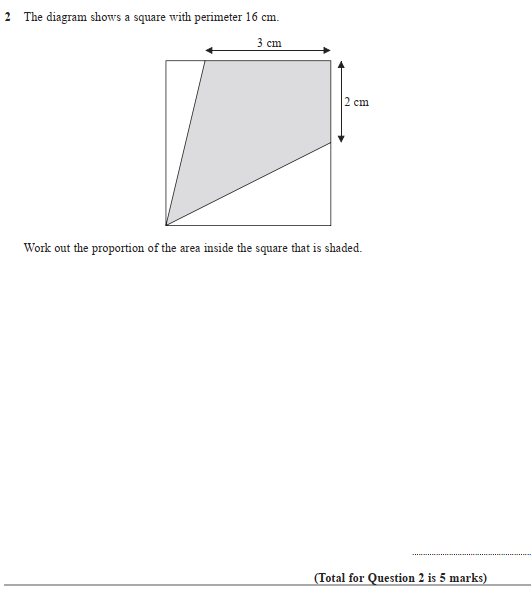 2 The diagram shows a square with perimeter 16 cm.
3 cm
2 cm
Work out the proportion of the area inside the square that is shaded.
(Total for Question 2 is 5 marks)